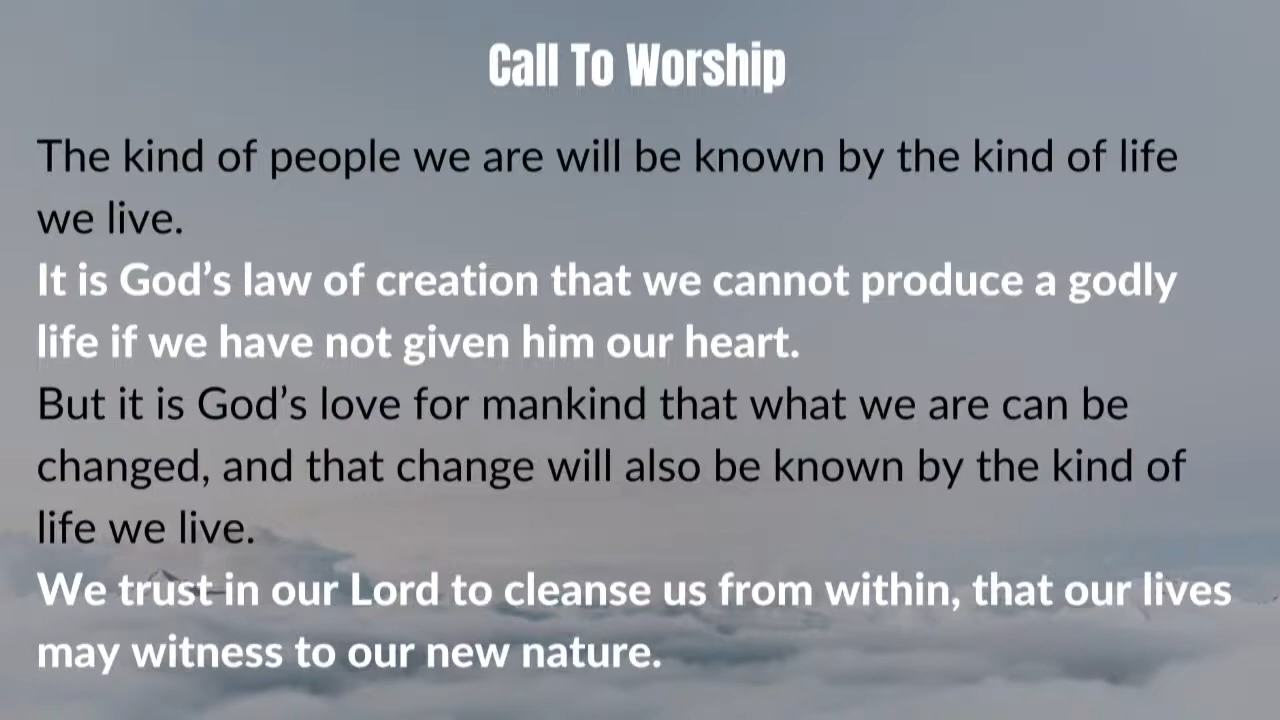 Call To Worship
The kind of people we are will be known by the kind of life
we live.
It is God’s law of creation that we cannot produce a godly
life if we have not given him our heart.
But it is God’s love for mankind that what we are can be
changed, and that change will also be known by the kind of
life we live.
We trust in our Lord to cleanse us from within, that our lives
may witness to our new nature.